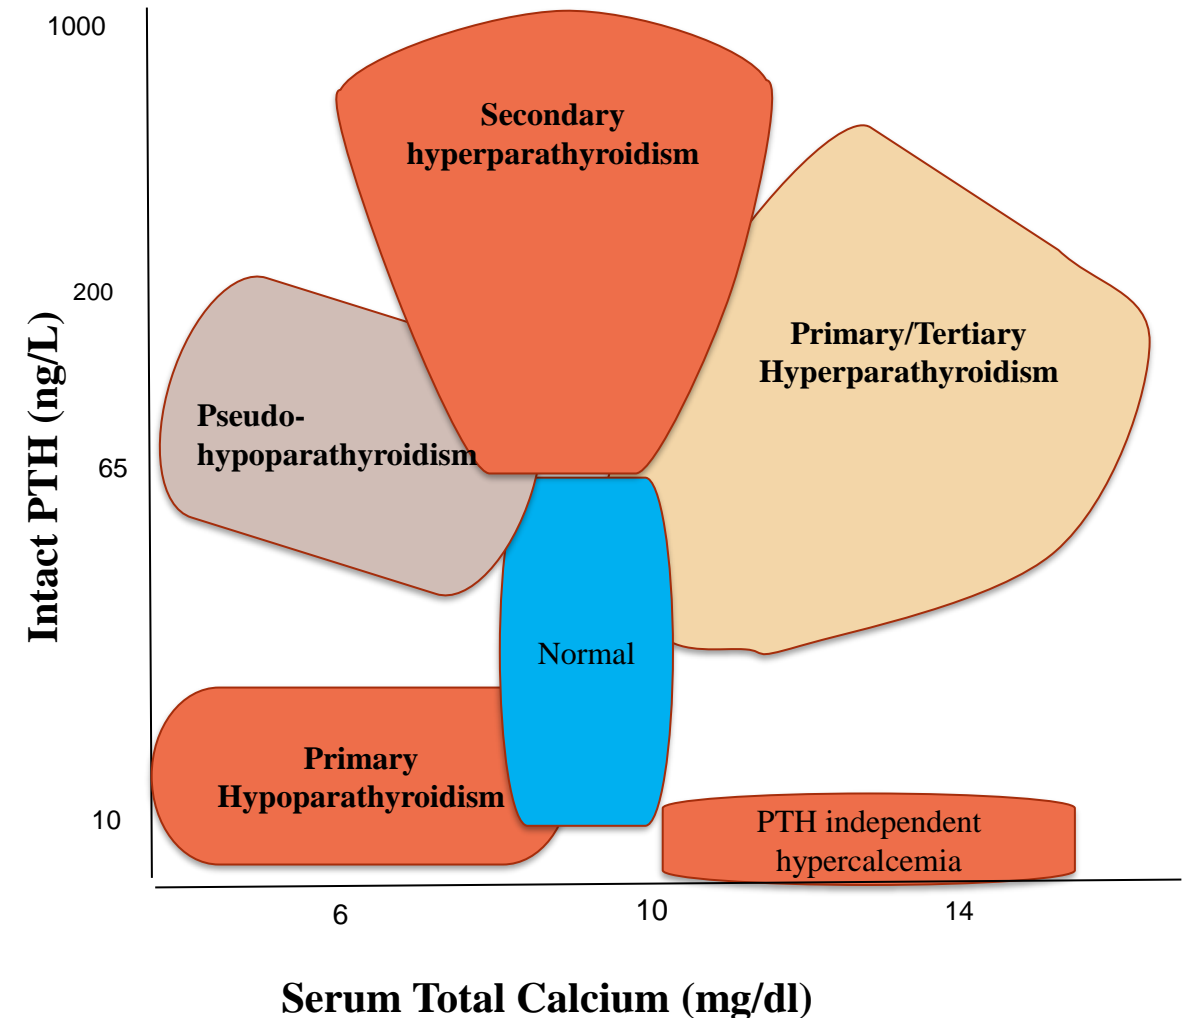 1000
Secondary
hyperparathyroidism
200
Primary/Tertiary
Hyperparathyroidism
Pseudo-
hypoparathyroidism
65
Intact PTH (ng/L)
Normal
Primary
Hypoparathyroidism
10
PTH independent
hypercalcemia
6
10
14
Serum Total Calcium (mg/dl)